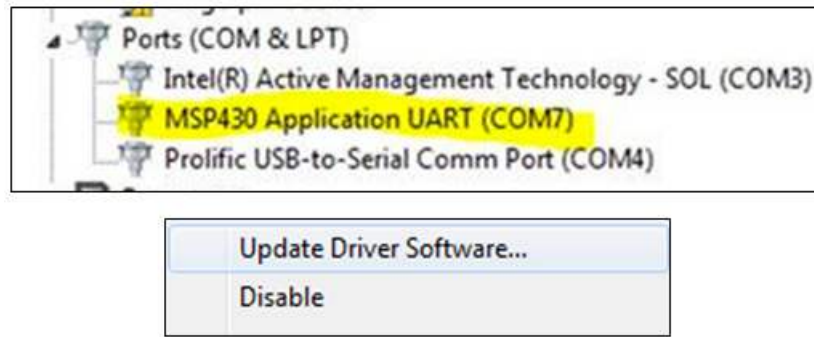 Ports (COM & LPT)
Intel(R) Active Management Technology - SOL (COM3)
MSP430 Application UART (COM7)
Prolific USB-to-Serial Comm Port (COM4)
Update Driver Software...
Disable